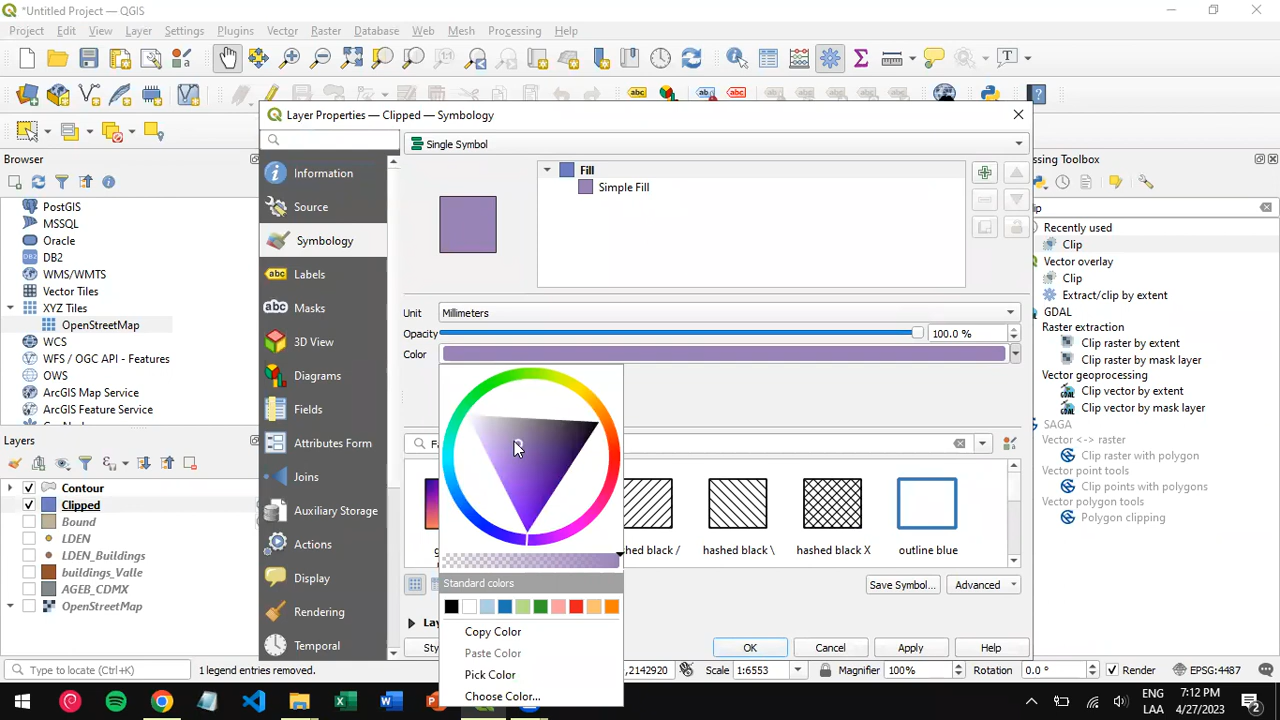 *Untitled Project — QGIS
Project Edit View Layer Settings Plugins Vector Raster Database Web Mesh Processing Help
Layer Properties — Clipped — Symbology
Browser
PostGIS
MSSQL
Oracle
DB2
WMS/WMTS
Vector Tiles
XYZ Tiles
OpenStreetMap
WCS
WFS / OGC API - Features
OWS
ArcGIS Map Service
ArcGIS Feature Service
Layers
Contour
Clipped
Bound
LDEN
LDEN_Buildings
buildings_Valle
AGEB_CDMX
OpenStreetMap
Information
Source
Symbology
Labels
Masks
3D View
Diagrams
Fields
Attributes Form
Joins
Auxiliary Storage
Actions
Display
Rendering
Temporal
Single Symbol
Fill
Simple Fill
Unit Millimeters
Opacity 100.0 %
Color
Standard colors
Copy Color
Paste Color
Pick Color
Choose Color...
hashed black \
hashed black X
outline blue
Save Symbol... Advanced
OK Cancel Apply Help
ssing Toolbox
ip
Recently used
Clip
Vector overlay
Clip
Extract/clip by extent
GDAL
Raster extraction
Clip raster by extent
Clip raster by mask layer
Vector geoprocessing
Clip vector by extent
Clip vector by mask layer
SAGA
Vector <-> raster
Clip raster with polygon
Vector point tools
Clip points with polygons
Vector polygon tools
Polygon clipping
Type to locate (Ctrl+K) 1 legend entries removed. ,2142920 Scale 1:6553 Magnifier 100% Rotation 0.0 ° Render EPSG:4487
ENG
LAA
7:12 PM
4/27/2023